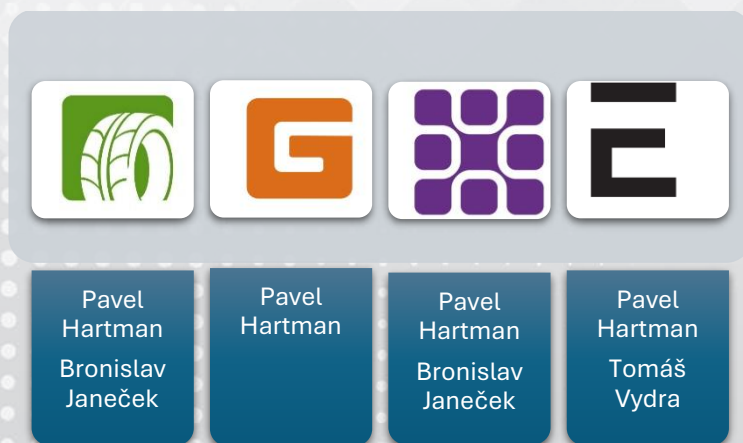 G
E
Pavel
Hartman
Bronislav
Janeček
Pavel
Hartman
Pavel
Hartman
Bronislav
Janeček
Pavel
Hartman
Tomáš
Vydra